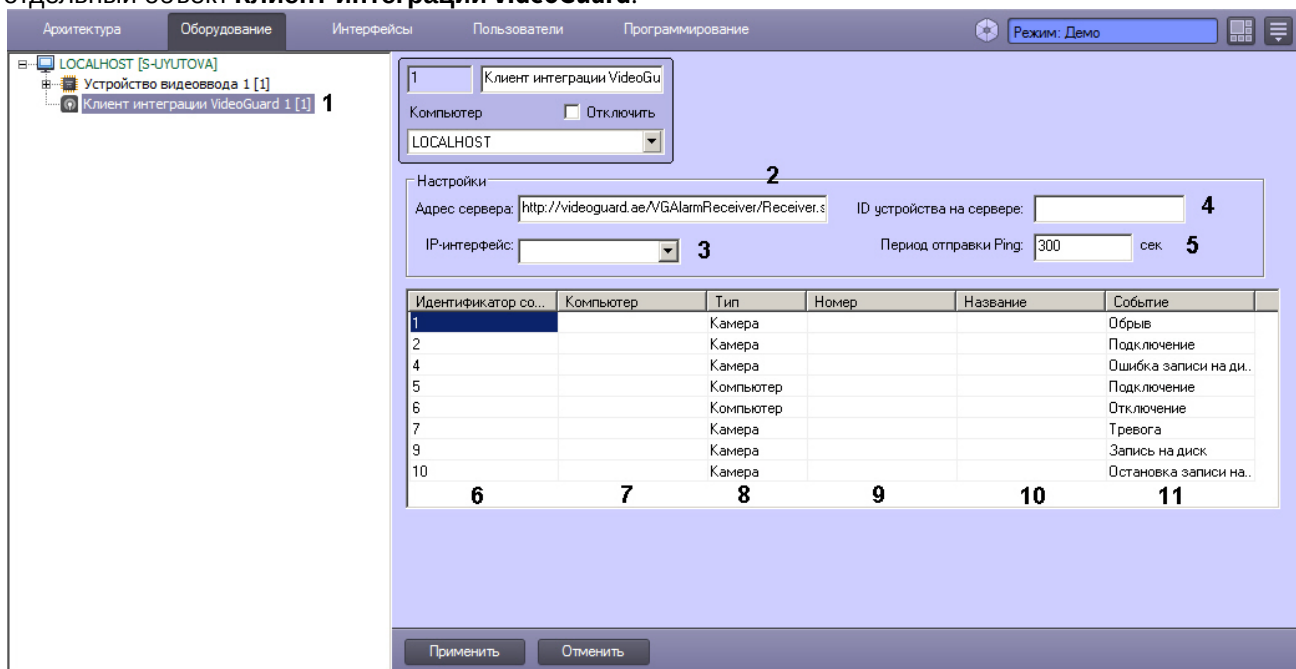 отдельный объект Клиент интеграции VideoGuard.
Архитектура Оборудование Интерфейсы Пользователи Программирование Режим: Демо
LOCALHOST [S-UYUTOVA]
Устройство видеоввода 1 [1]
Клиент интеграции VideoGuard 1 [1] 1
1 Клиент интеграции VideoGu
Компьютер Отключить
LOCALHOST
Настройки 2
Адрес сервера: http://videoguard.ae/VGAlarmReceiver/Receiver.s ID устройства на сервере: 4
IP-интерфейс: 3 Период отправки Ping: 300 сек 5
Идентификатор со... Компьютер Тип Номер Название Событие
1 Камера Обрыв
2 Камера Подключение
4 Камера Ошибка записи на ди..
5 Компьютер Подключение
6 Компьютер Отключение
7 Камера Тревога
9 Камера Запись на диск
10 Камера Остановка записи на..
6 7 8 9 10 11
Применить Отменить